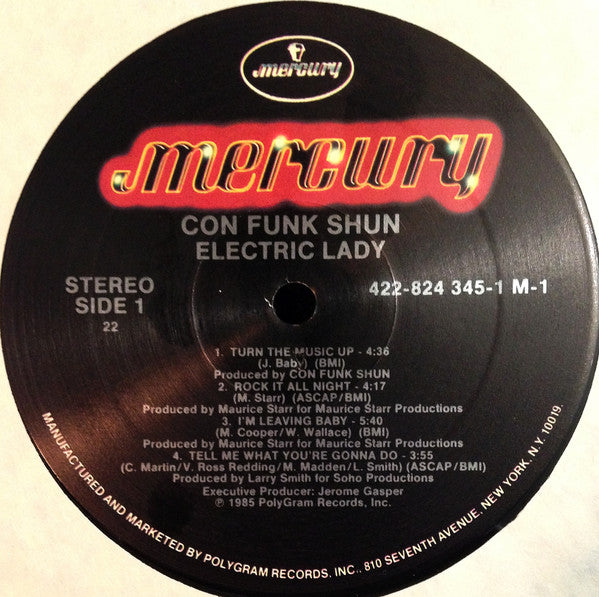 mercury
mercury
CON FUNK SHUN
ELECTRIC LADY
STEREO
SIDE 1
22
422-824 345-1 M-1
1. TURN THE MUSIC UP - 4:36
(J. Baby) (BMI)
Produced by CON FUNK SHUN
2. ROCK IT ALL NIGHT - 4:17
(M. Starr) (ASCAP/BMI)
Produced by Maurice Starr for Maurice Starr Productions
3. I'M LEAVING BABY - 5:40
(M. Cooper/W. Wallace) (BMI)
Produced by Maurice Starr for Maurice Starr Productions
4. TELL ME WHAT YOU'RE GONNA DO - 3:55
(C. Martin/V. Ross Redding/M. Madden/L. Smith) (ASCAP/BMI)
Produced by Larry Smith for Soho Productions
Executive Producer: Jerome Gasper
℗ 1985 PolyGram Records, Inc.
MANUFACTURED AND MARKETED BY POLYGRAM RECORDS, INC., 810 SEVENTH AVENUE, NEW YORK, N.Y. 10019.